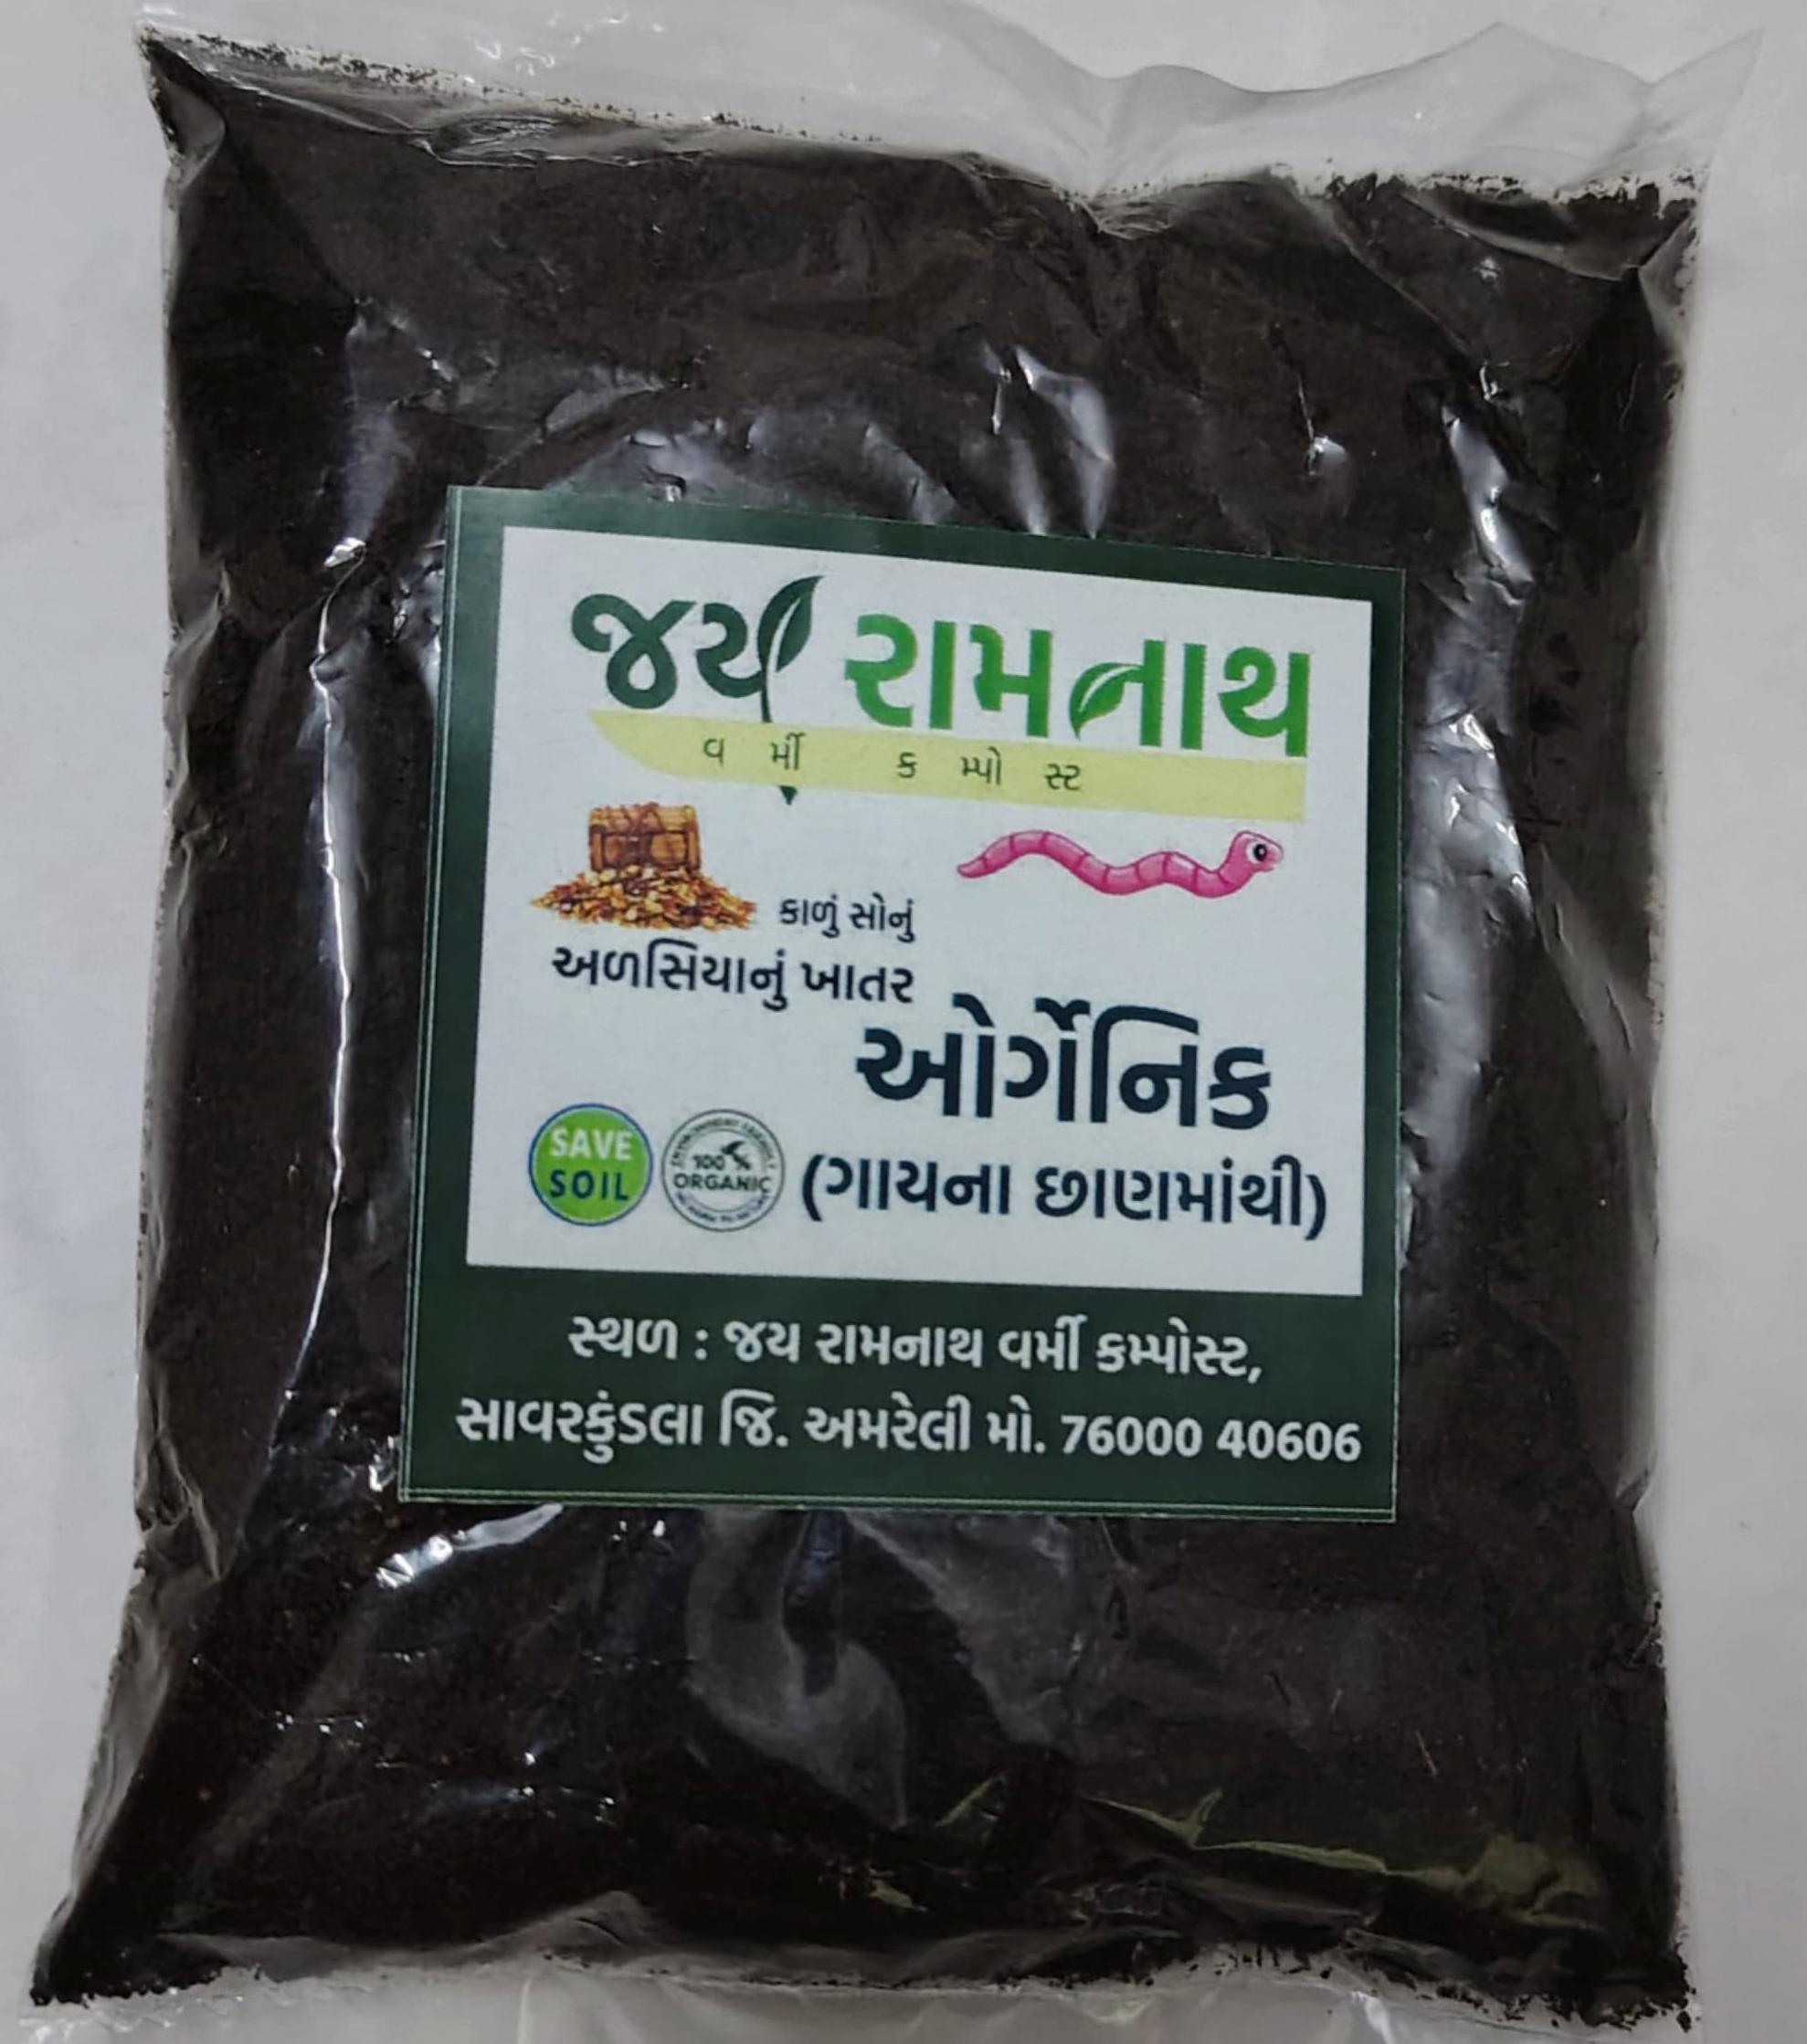 જય રામનાથ
વર્મી કમ્પોસ્ટ
કાળું સોનું
અળસિયાનું ખાતર
ઓર્ગેનિક
SAVE
SOIL
100%
ORGANIC
(ગાયના છાણમાંથી)
સ્થળ : જય રામનાથ વર્મી કમ્પોસ્ટ,
સાવરકુંડલા જિ. અમરેલી મો. 76000 40606